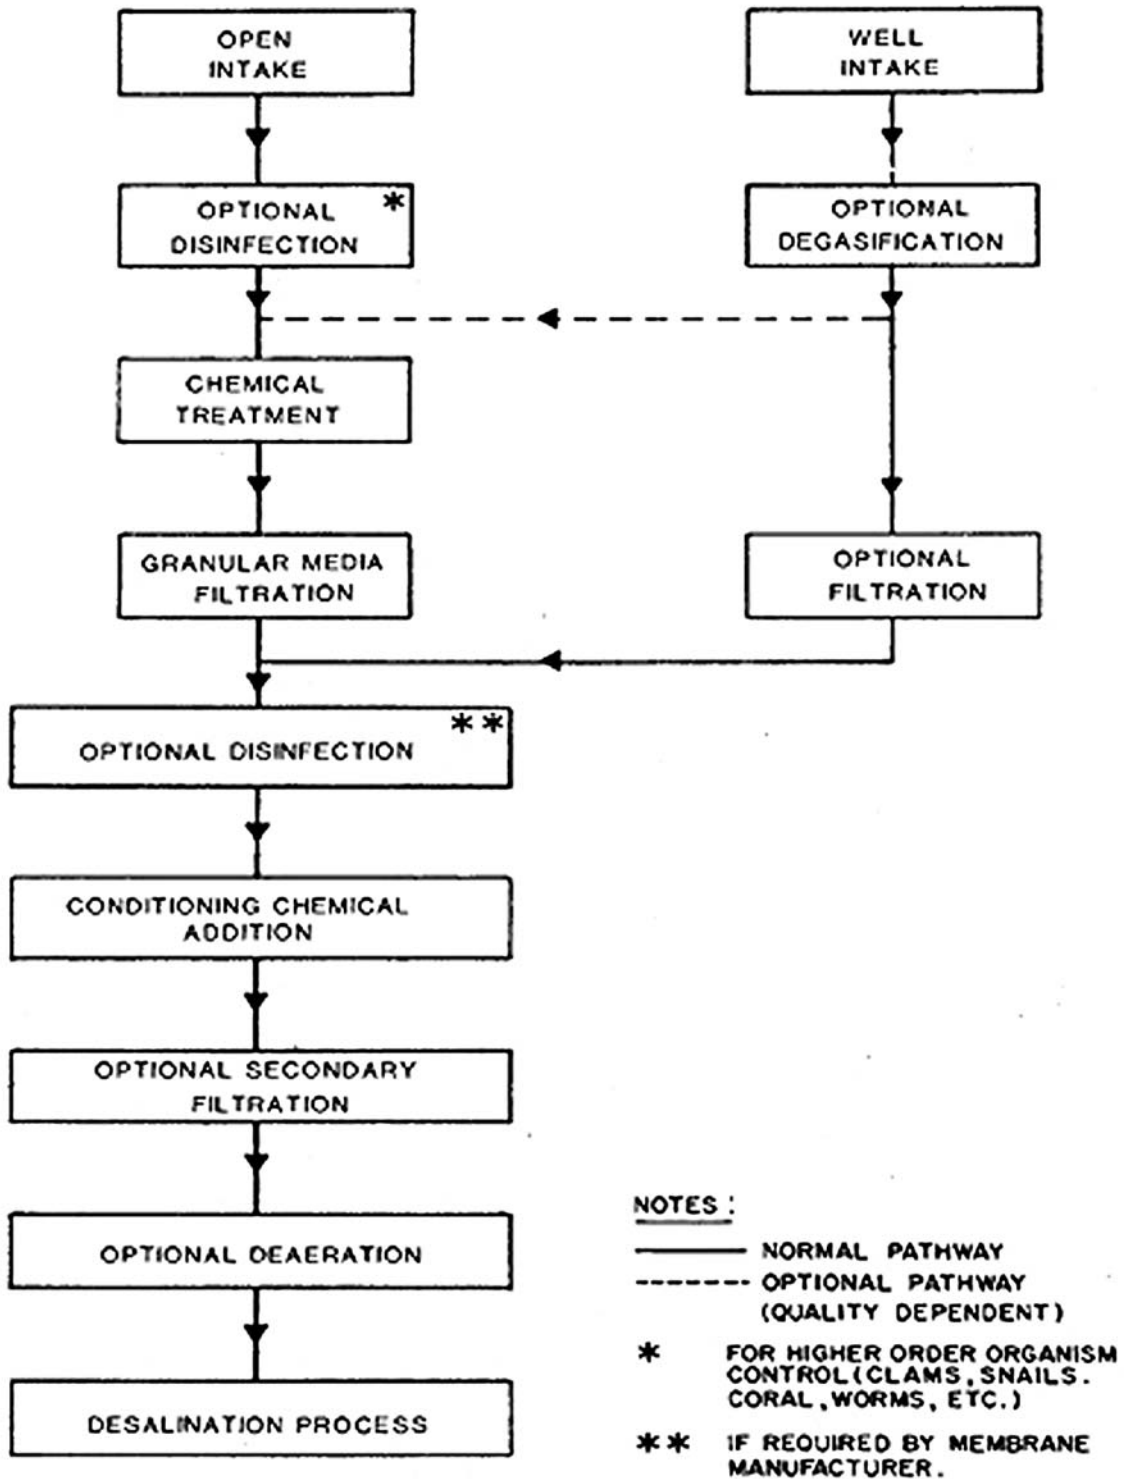 OPEN
INTAKE
WELL
INTAKE
OPTIONAL *
DISINFECTION
OPTIONAL
DEGASIFICATION
CHEMICAL
TREATMENT
GRANULAR MEDIA
FILTRATION
OPTIONAL
FILTRATION
OPTIONAL DISINFECTION **
CONDITIONING CHEMICAL
ADDITION
OPTIONAL SECONDARY
FILTRATION
OPTIONAL DEAERATION
DESALINATION PROCESS
NOTES :
NORMAL PATHWAY
OPTIONAL PATHWAY
(QUALITY DEPENDENT)
* FOR HIGHER ORDER ORGANISM
CONTROL (CLAMS, SNAILS.
CORAL, WORMS, ETC.)
** IF REQUIRED BY MEMBRANE
MANUFACTURER.